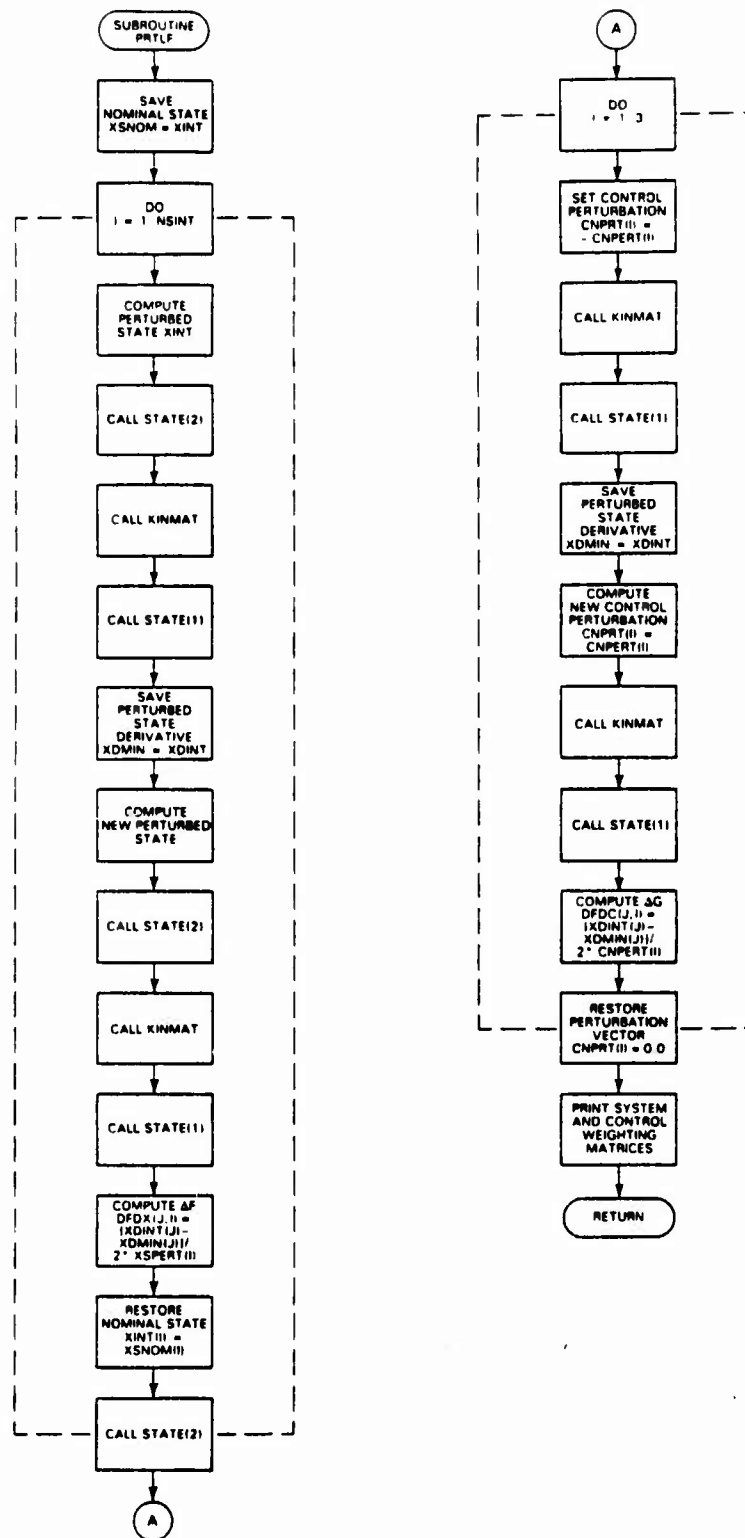 SUBROUTINE
PRTLF
SAVE
NOMINAL STATE
XSNOM = XINT
DO
I = 1 NSINT
COMPUTE
PERTURBED
STATE XINT
CALL STATE(2)
CALL KINMAT
CALL STATE(1)
SAVE
PERTURBED
STATE
DERIVATIVE
XDMIN = XDINT
COMPUTE
NEW PERTURBED
STATE
CALL STATE(2)
CALL KINMAT
CALL STATE(1)
COMPUTE ΔF
DFDX(J,I) =
[XDINT(J)-
XDMIN(J)]/
2* XSPERT(I)
RESTORE
NOMINAL STATE
XINT(I) =
XSNOM(I)
CALL STATE(2)
A
A
DO
I = 1 3
SET CONTROL
PERTURBATION
CNPRT(I) =
- CNPERT(I)
CALL KINMAT
CALL STATE(1)
SAVE
PERTURBED
STATE
DERIVATIVE
XDMIN = XDINT
COMPUTE
NEW CONTROL
PERTURBATION
CNPRT(I) =
CNPERT(I)
CALL KINMAT
CALL STATE(1)
COMPUTE ΔG
DFDC(J,I) =
[XDINT(J)-
XDMIN(J)]/
2* CNPERT(I)
RESTORE
PERTURBATION
VECTOR
CNPRT(I) = 0.0
PRINT SYSTEM
AND CONTROL
WEIGHTING
MATRICES
RETURN